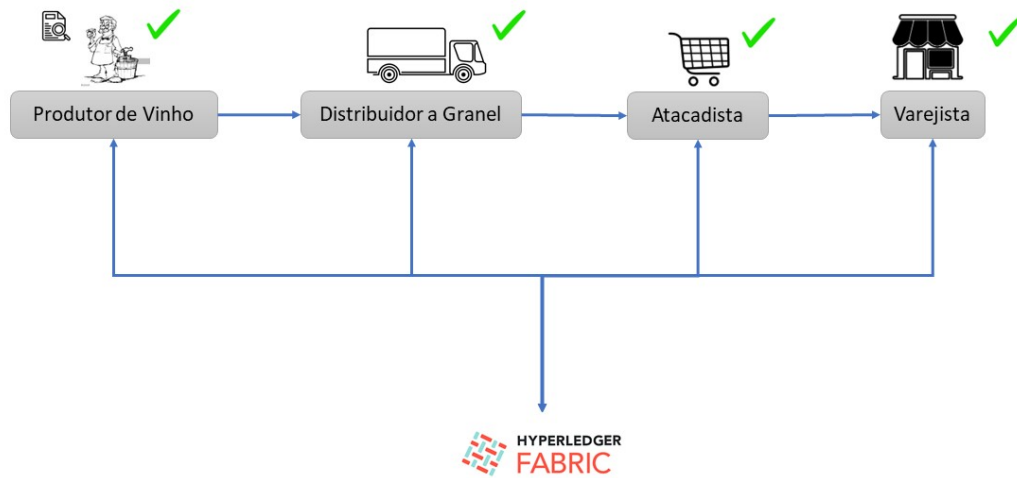 Produtor de Vinho
Distribuidor a Granel
Atacadista
Varejista
HYPERLEDGER
FABRIC